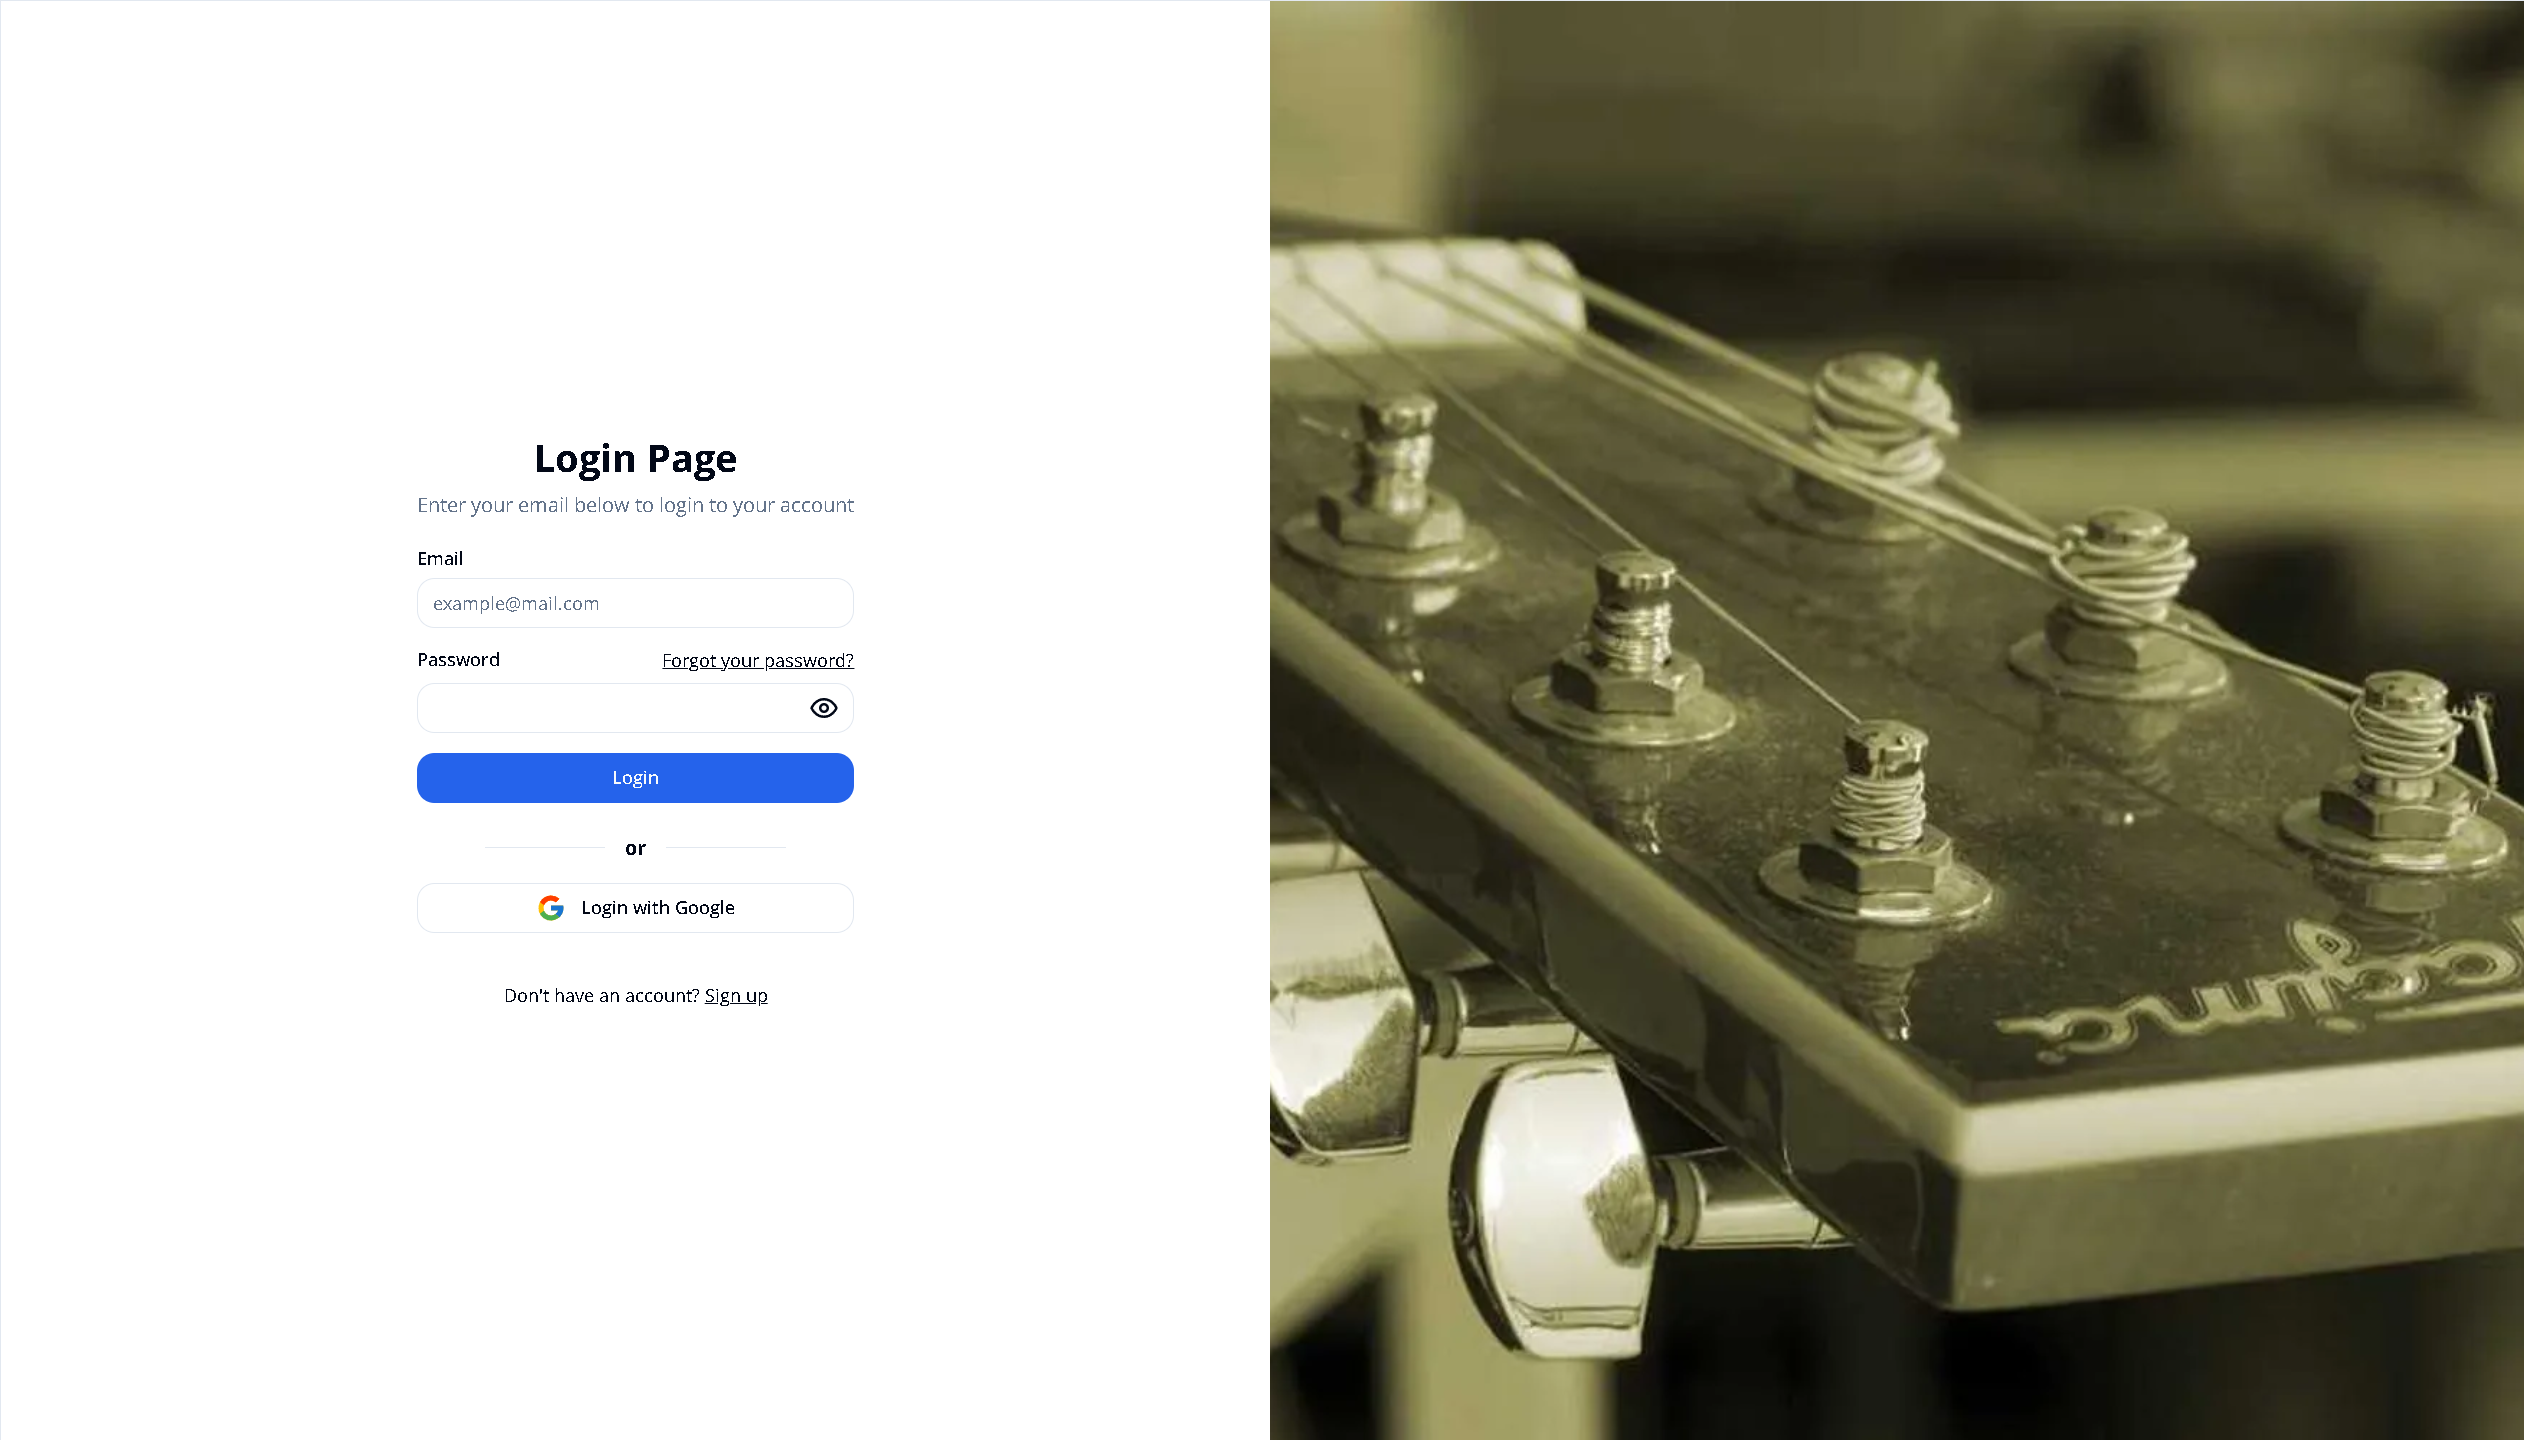 Login Page
Enter your email below to login to your account
Email
example@mail.com
Password Forgot your password?
Login
or
Login with Google
Don't have an account? Sign up